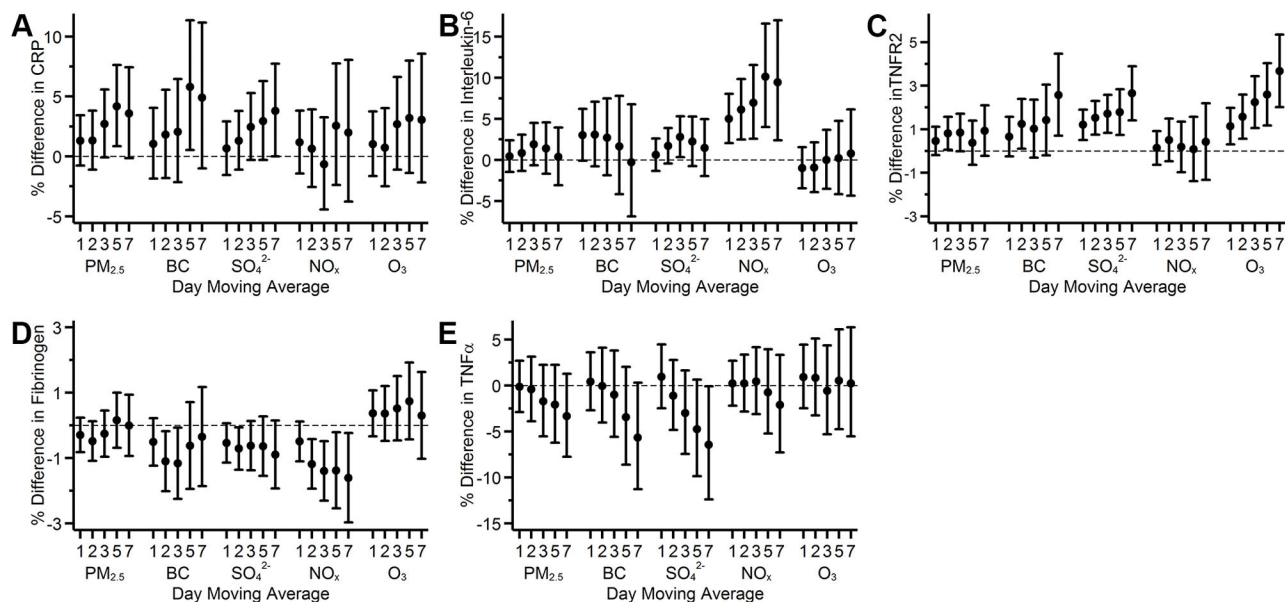 A
% Difference in CRP
10
5
0
-5
1 2 3 5 7 1 2 3 5 7 1 2 3 5 7 1 2 3 5 7 1 2 3 5 7
PM₂.₅ BC SO₄²⁻ NOₓ O₃
Day Moving Average
B
% Difference in Interleukin-6
15
10
5
0
-5
1 2 3 5 7 1 2 3 5 7 1 2 3 5 7 1 2 3 5 7 1 2 3 5 7
PM₂.₅ BC SO₄²⁻ NOₓ O₃
Day Moving Average
C
% Difference inTNFR2
5
3
1
-1
-3
1 2 3 5 7 1 2 3 5 7 1 2 3 5 7 1 2 3 5 7 1 2 3 5 7
PM₂.₅ BC SO₄²⁻ NOₓ O₃
Day Moving Average
D
% Difference in Fibrinogen
3
1
-1
-3
1 2 3 5 7 1 2 3 5 7 1 2 3 5 7 1 2 3 5 7 1 2 3 5 7
PM₂.₅ BC SO₄²⁻ NOₓ O₃
Day Moving Average
E
% Difference in TNFα
5
0
-5
-10
-15
1 2 3 5 7 1 2 3 5 7 1 2 3 5 7 1 2 3 5 7 1 2 3 5 7
PM₂.₅ BC SO₄²⁻ NOₓ O₃
Day Moving Average